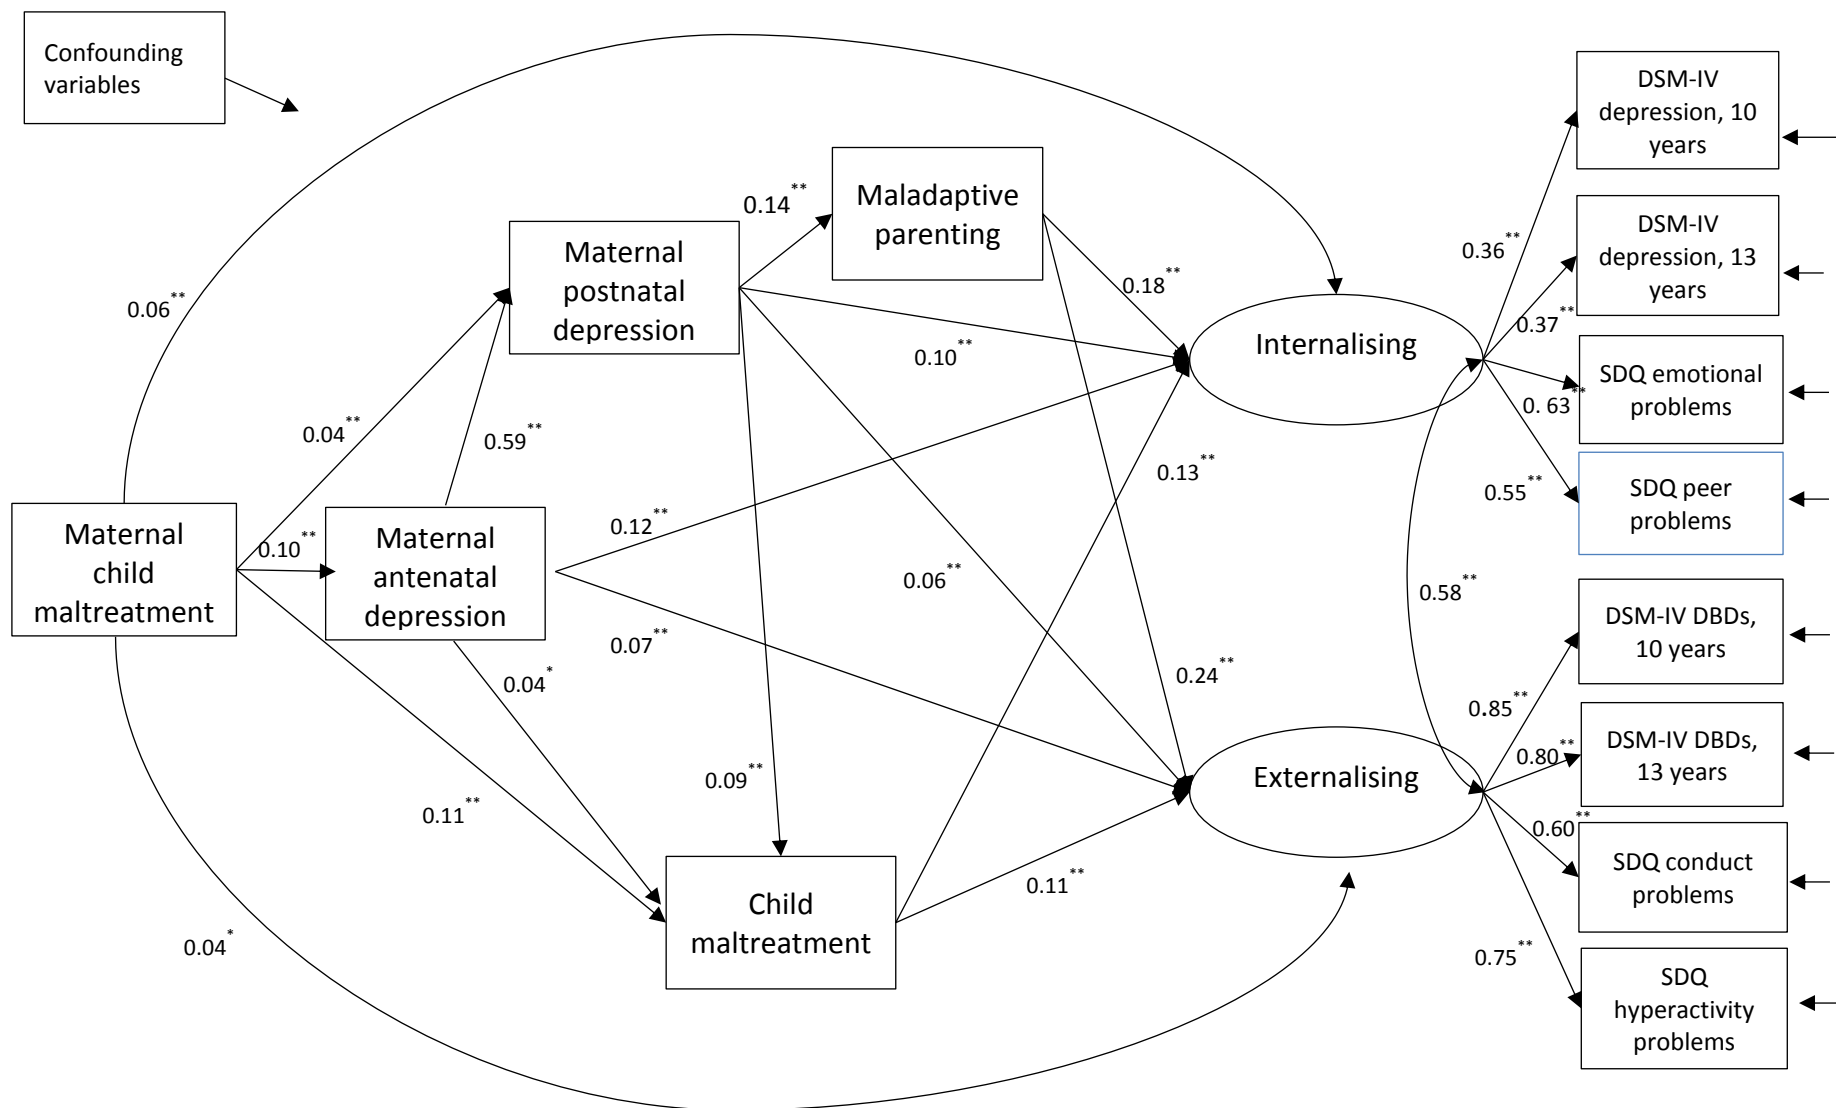 Confounding
variables
DSM-IV
depression, 10
years
DSM-IV
depression, 13
years
SDQ emotional
problems
SDQ peer
problems
DSM-IV DBDs,
10 years
DSM-IV DBDs,
13 years
SDQ conduct
problems
SDQ
hyperactivity
problems
Maladaptive
parenting
Maternal
postnatal
depression
Internalising
Maternal
child
maltreatment
Maternal
antenatal
depression
Externalising
Child
maltreatment
0.06**
0.14**
0.18**
0.10**
0.04**
0.59**
0.10**
0.12**
0.13**
0.06**
0.07**
0.04*
0.24**
0.09**
0.11**
0.11**
0.04*
0.36**
0.37**
0. 63**
0.55**
0.58**
0.85**
0.80**
0.60**
0.75**